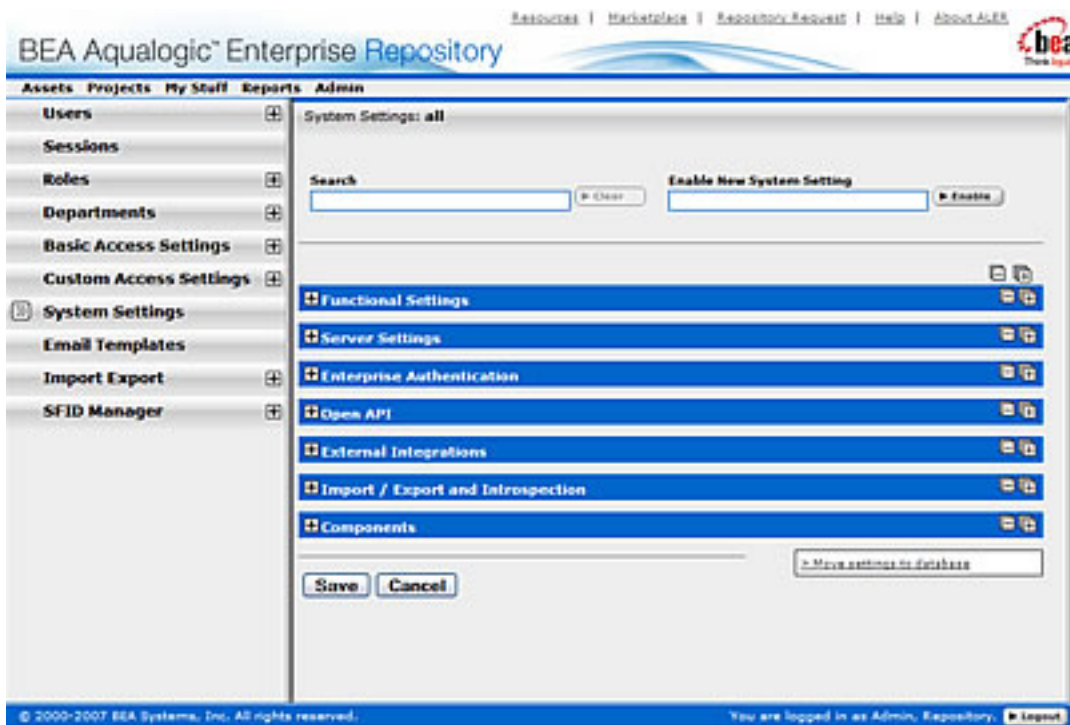 Resources | Marketplace | Repository Request | Help | About ALER
BEA Aqualogic™ Enterprise Repository
bea
Think liquid
Assets Projects My Stuff Reports Admin
Users
Sessions
Roles
Departments
Basic Access Settings
Custom Access Settings
System Settings
Email Templates
Import Export
SFID Manager
System Settings: all
Search
Clear
Enable New System Setting
Enable
Functional Settings
Server Settings
Enterprise Authentication
Open API
External Integrations
Import / Export and Introspection
Components
> Move settings to database
Save Cancel
© 2000-2007 BEA Systems, Inc. All rights reserved.
You are logged in as Admin, Repository. Logout